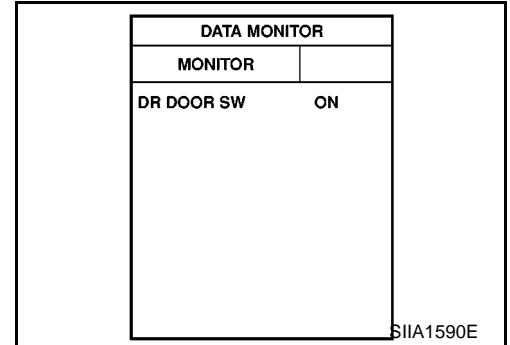 DATA MONITOR
MONITOR
DR DOOR SW ON
SIIA1590E